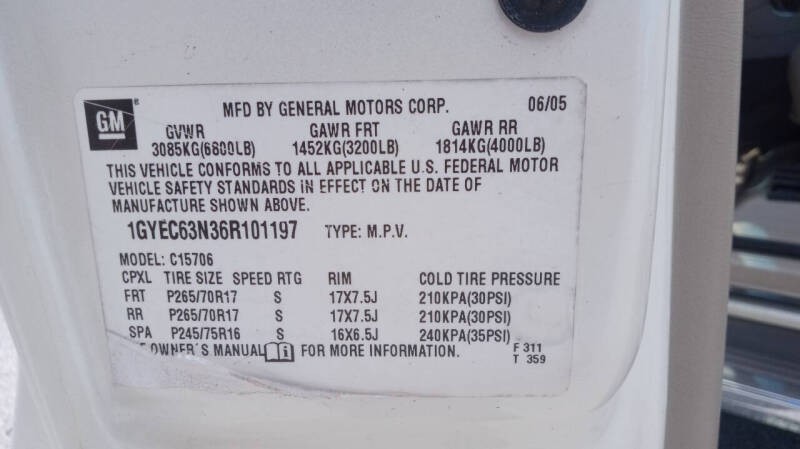 GM ®
MFD BY GENERAL MOTORS CORP. 06/05
GVWR GAWR FRT GAWR RR
3085KG(6800LB) 1452KG(3200LB) 1814KG(4000LB)
THIS VEHICLE CONFORMS TO ALL APPLICABLE U.S. FEDERAL MOTOR
VEHICLE SAFETY STANDARDS IN EFFECT ON THE DATE OF
MANUFACTURE SHOWN ABOVE.
1GYEC63N36R101197 TYPE: M.P.V.
MODEL: C15706
CPXL TIRE SIZE SPEED RTG RIM COLD TIRE PRESSURE
FRT P265/70R17 S 17X7.5J 210KPA(30PSI)
RR P265/70R17 S 17X7.5J 210KPA(30PSI)
SPA P245/75R16 S 16X6.5J 240KPA(35PSI)
OWNER'S MANUAL i FOR MORE INFORMATION.
F 311
T 359